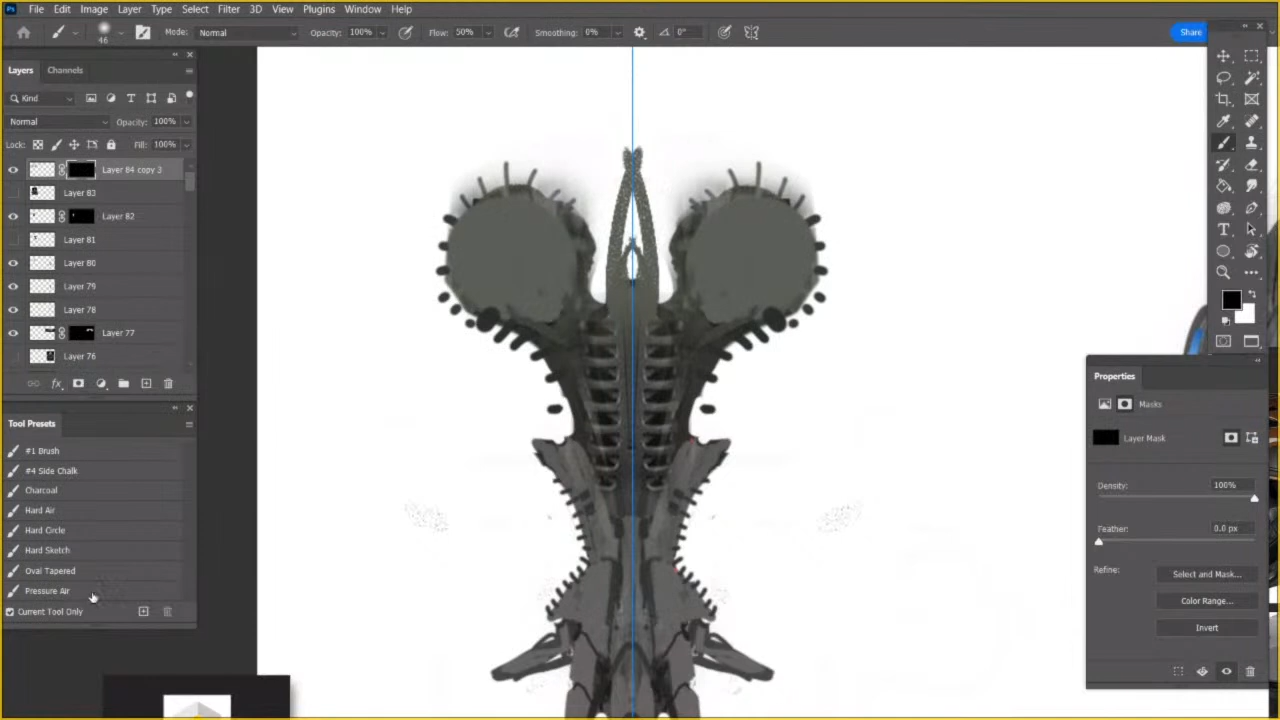 Ps File Edit Image Layer Type Select Filter 3D View Plugins Window Help
46 Mode: Normal Opacity: 100% Flow: 50% Smoothing: 0% 0° Share
Layers Channels
Kind
Normal Opacity: 100%
Lock: Fill: 100%
Layer 84 copy 3
Layer 83
Layer 82
Layer 81
Layer 80
Layer 79
Layer 78
Layer 77
Layer 76
fx
Tool Presets
#1 Brush
#4 Side Chalk
Charcoal
Hard Air
Hard Circle
Hard Sketch
Oval Tapered
Pressure Air
Current Tool Only
Properties
Masks
Layer Mask
Density: 100%
Feather: 0.0 px
Refine: Select and Mask...
Color Range...
Invert